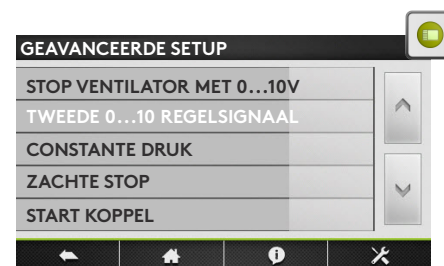 GEAVANCEERDE SETUP
STOP VENTILATOR MET 0...10V
TWEEDE 0...10 REGELSIGNAAL
CONSTANTE DRUK
ZACHTE STOP
START KOPPEL